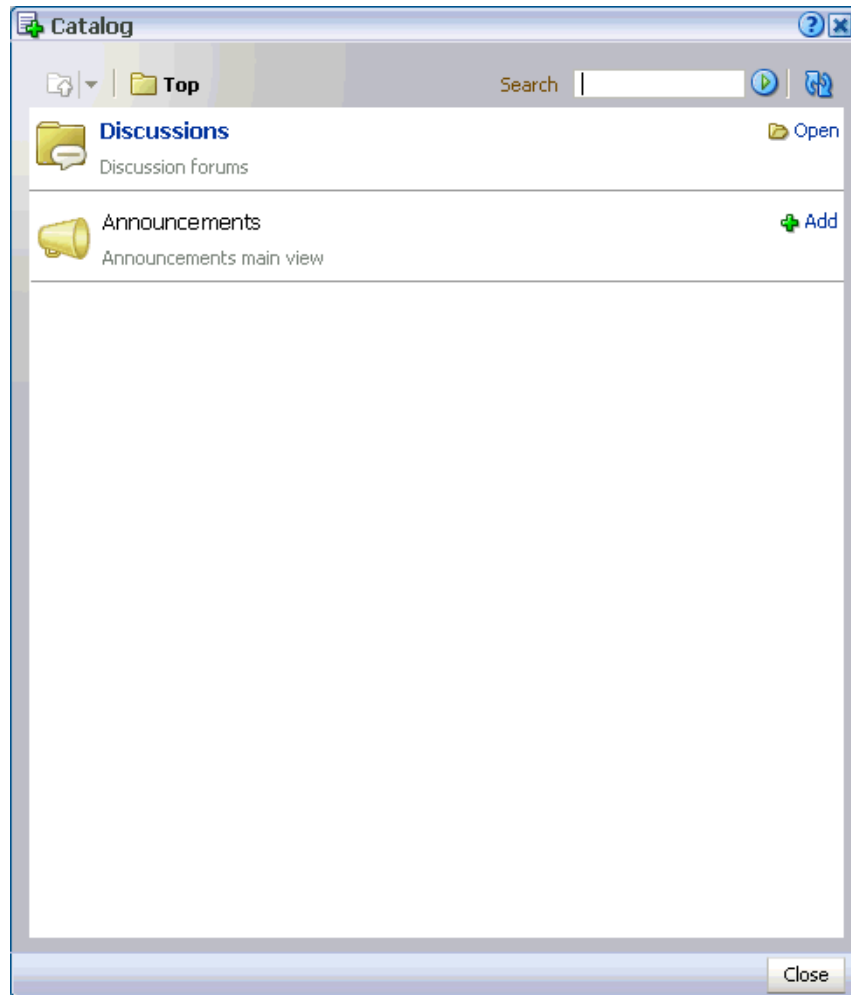 Catalog
Top Search
Discussions Open
Discussion forums
Announcements Add
Announcements main view
Close